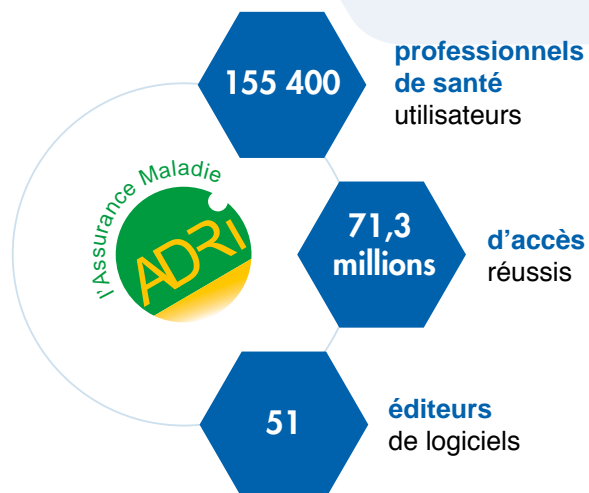 155 400
professionnels
de santé
utilisateurs
l'Assurance Maladie
ADRI
71,3
millions
d'accès
réussis
51
éditeurs
de logiciels